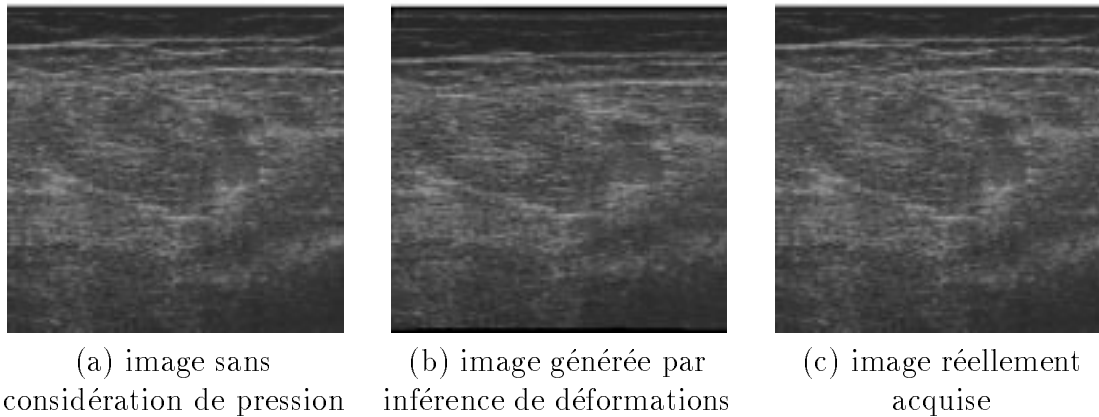 (a) image sans
considération de pression
(b) image générée par
inférence de déformations
(c) image réellement
acquise